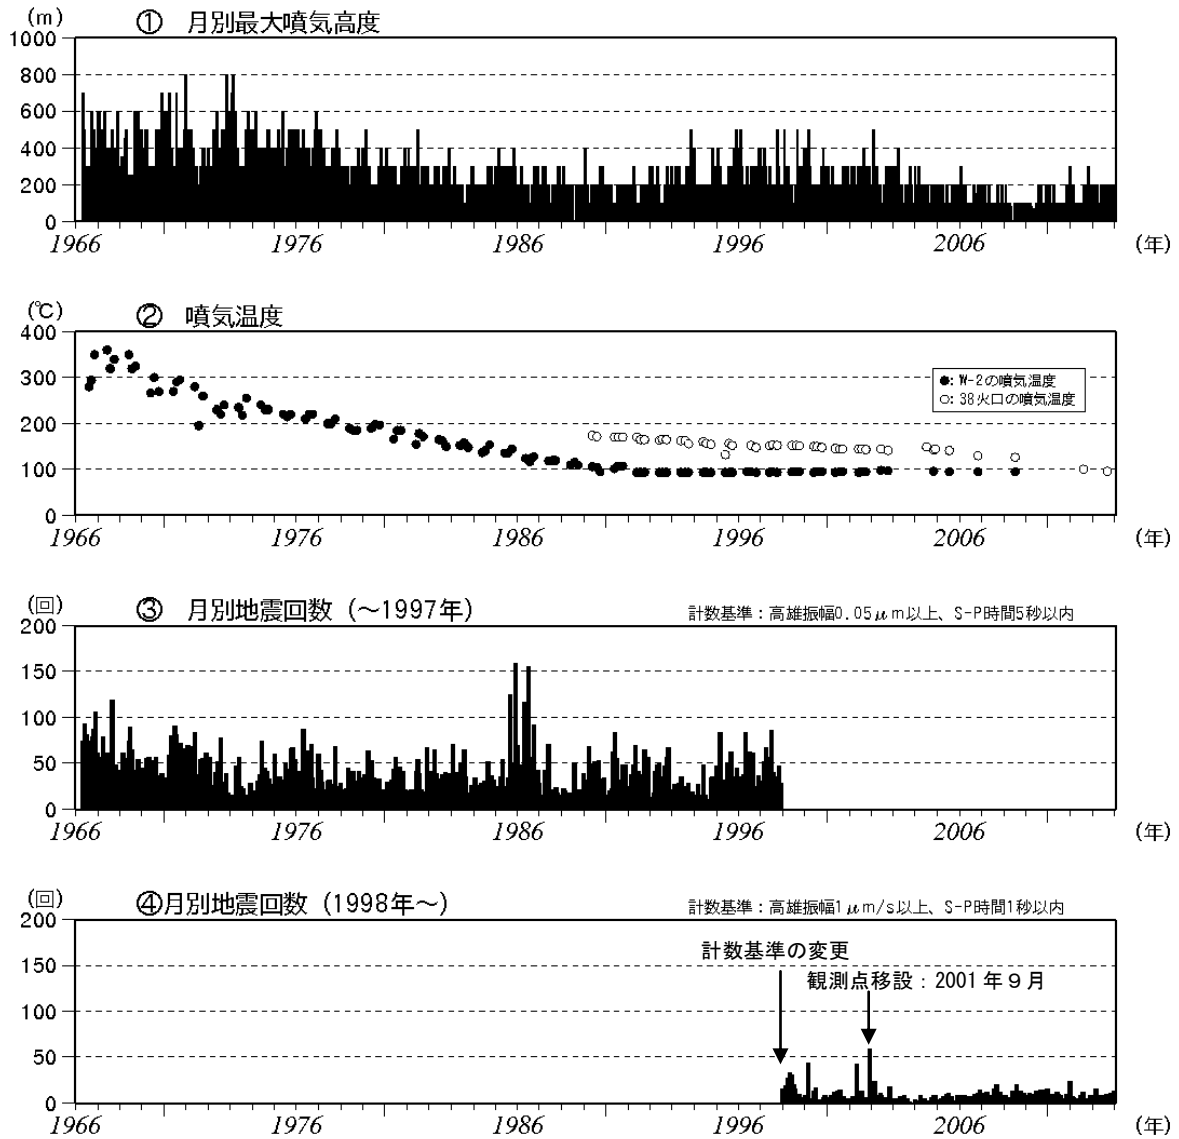 (m)
① 月別最大噴気高度
1000
800
600
400
200
0
1966 1976 1986 1996 2006 (年)
(℃)
② 噴気温度
400
300
200
100
0
●: W-2の噴気温度
○: 38火口の噴気温度
1966 1976 1986 1996 2006 (年)
(回)
③ 月別地震回数 (～1997年)
計数基準：高雄振幅0.05μm以上、S-P時間5秒以内
200
150
100
50
0
1966 1976 1986 1996 2006 (年)
(回)
④月別地震回数 (1998年～)
計数基準：高雄振幅1μm/s以上、S-P時間1秒以内
200
150
100
50
0
計数基準の変更
観測点移設：2001年９月
1966 1976 1986 1996 2006 (年)